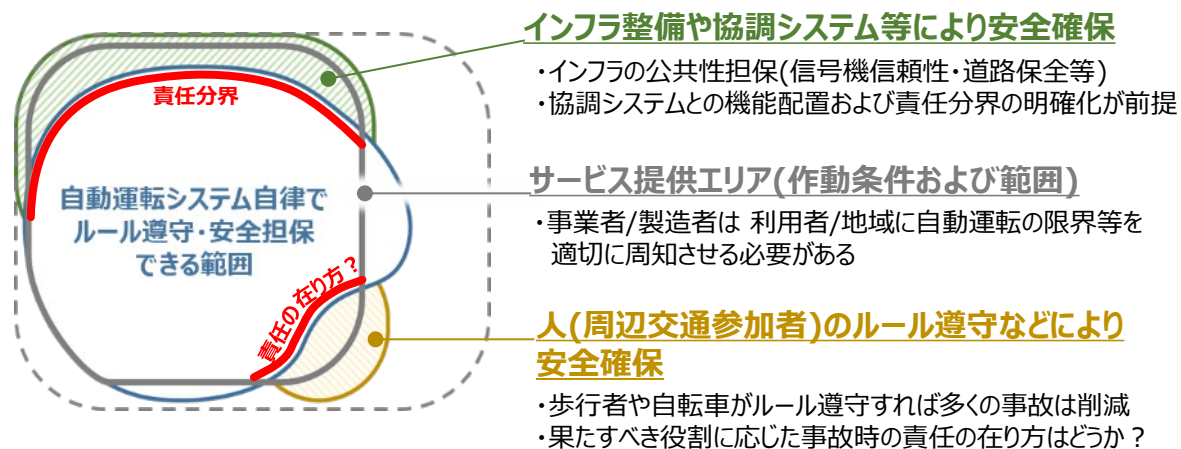 インフラ整備や協調システム等により安全確保
・インフラの公共性担保(信号機信頼性・道路保全等)
・協調システムとの機能配置および責任分界の明確化が前提
責任分界
自動運転システム自律で
ルール遵守・安全担保
できる範囲
サービス提供エリア(作動条件および範囲)
・事業者/製造者は 利用者/地域に自動運転の限界等を
適切に周知させる必要がある
責任の在り方？
人(周辺交通参加者)のルール遵守などにより
安全確保
・歩行者や自転車がルール遵守すれば多くの事故は削減
・果たすべき役割に応じた事故時の責任の在り方はどうか？